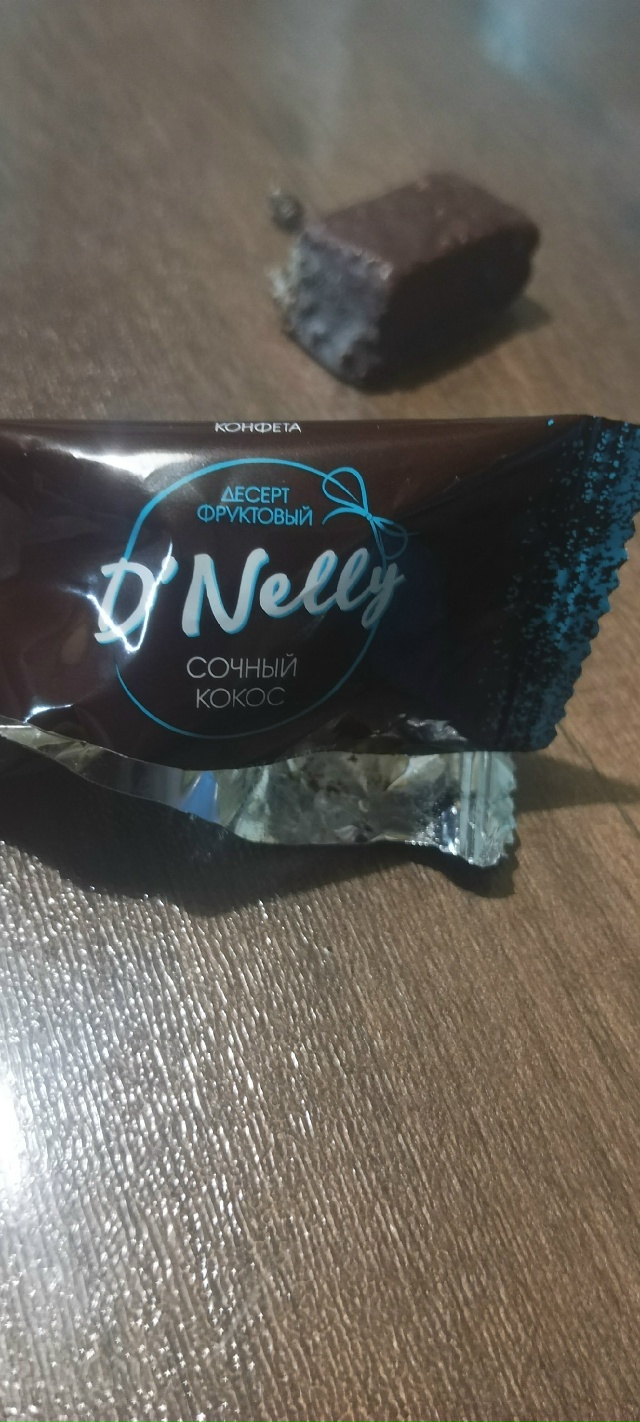 КОНФЕТА
ДЕСЕРТ
ФРУКТОВЫЙ
D'Nelly
СОЧНЫЙ
КОКОС